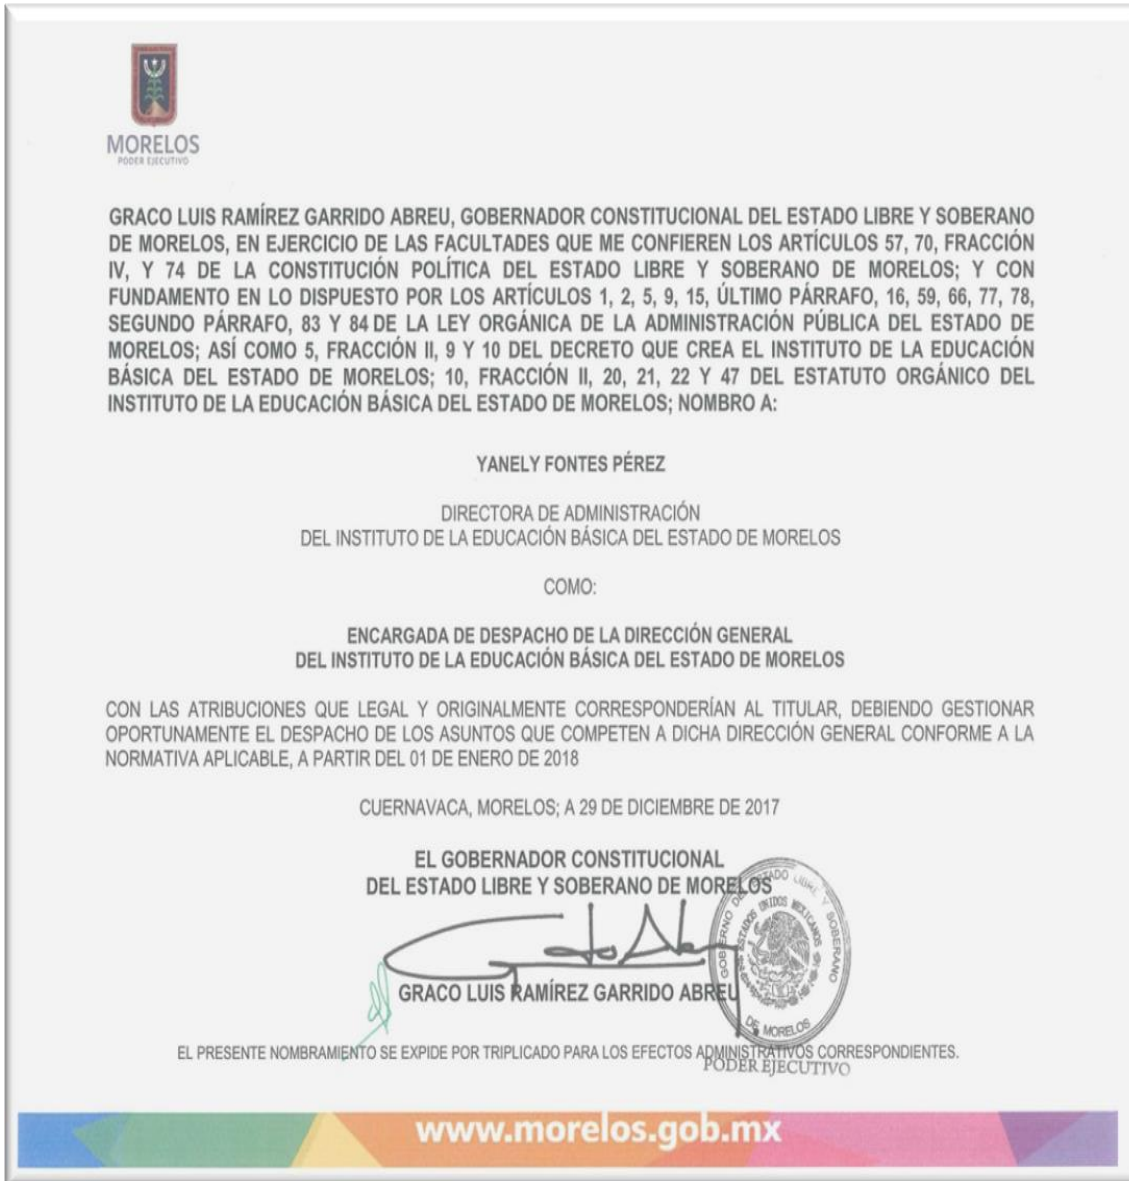 MORELOS
PODER EJECUTIVO
GRACO LUIS RAMÍREZ GARRIDO ABREU, GOBERNADOR CONSTITUCIONAL DEL ESTADO LIBRE Y SOBERANO
DE MORELOS, EN EJERCICIO DE LAS FACULTADES QUE ME CONFIEREN LOS ARTÍCULOS 57, 70, FRACCIÓN
IV, Y 74 DE LA CONSTITUCIÓN POLÍTICA DEL ESTADO LIBRE Y SOBERANO DE MORELOS; Y CON
FUNDAMENTO EN LO DISPUESTO POR LOS ARTÍCULOS 1, 2, 5, 9, 15, ÚLTIMO PÁRRAFO, 16, 59, 66, 77, 78,
SEGUNDO PÁRRAFO, 83 Y 84 DE LA LEY ORGÁNICA DE LA ADMINISTRACIÓN PÚBLICA DEL ESTADO DE
MORELOS; ASÍ COMO 5, FRACCIÓN II, 9 Y 10 DEL DECRETO QUE CREA EL INSTITUTO DE LA EDUCACIÓN
BÁSICA DEL ESTADO DE MORELOS; 10, FRACCIÓN II, 20, 21, 22 Y 47 DEL ESTATUTO ORGÁNICO DEL
INSTITUTO DE LA EDUCACIÓN BÁSICA DEL ESTADO DE MORELOS; NOMBRO A:
YANELY FONTES PÉREZ
DIRECTORA DE ADMINISTRACIÓN
DEL INSTITUTO DE LA EDUCACIÓN BÁSICA DEL ESTADO DE MORELOS
COMO:
ENCARGADA DE DESPACHO DE LA DIRECCIÓN GENERAL
DEL INSTITUTO DE LA EDUCACIÓN BÁSICA DEL ESTADO DE MORELOS
CON LAS ATRIBUCIONES QUE LEGAL Y ORIGINALMENTE CORRESPONDERÍAN AL TITULAR, DEBIENDO GESTIONAR
OPORTUNAMENTE EL DESPACHO DE LOS ASUNTOS QUE COMPETEN A DICHA DIRECCIÓN GENERAL CONFORME A LA
NORMATIVA APLICABLE, A PARTIR DEL 01 DE ENERO DE 2018
CUERNAVACA, MORELOS; A 29 DE DICIEMBRE DE 2017
EL GOBERNADOR CONSTITUCIONAL
DEL ESTADO LIBRE Y SOBERANO DE MORELOS
GOBIERNO DEL ESTADO LIBRE Y SOBERANO
ESTADOS UNIDOS MEXICANOS
DE MORELOS
GRACO LUIS RAMÍREZ GARRIDO ABREU
EL PRESENTE NOMBRAMIENTO SE EXPIDE POR TRIPLICADO PARA LOS EFECTOS ADMINISTRATIVOS CORRESPONDIENTES.
PODER EJECUTIVO
www.morelos.gob.mx